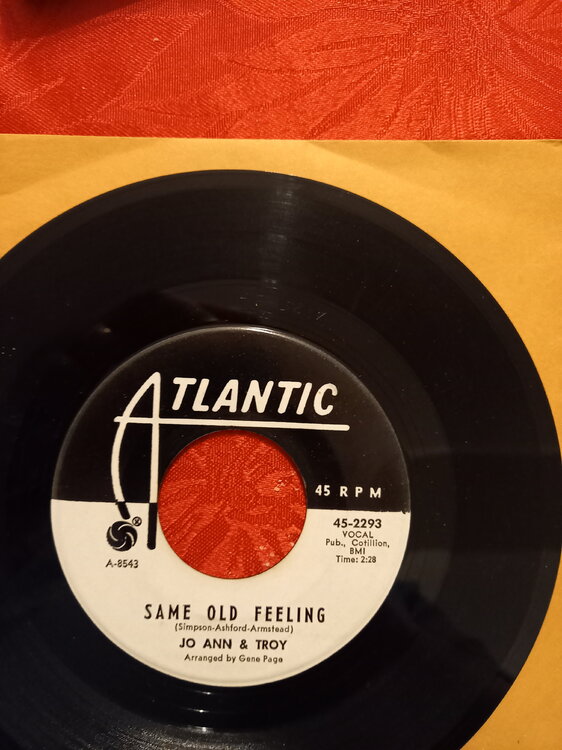 ATLANTIC
45 RPM
45-2293
VOCAL
Pub., Cotillion,
BMI
Time: 2:28
®
A-8543
SAME OLD FEELING
(Simpson-Ashford-Armstead)
JO ANN & TROY
Arranged by Gene Page